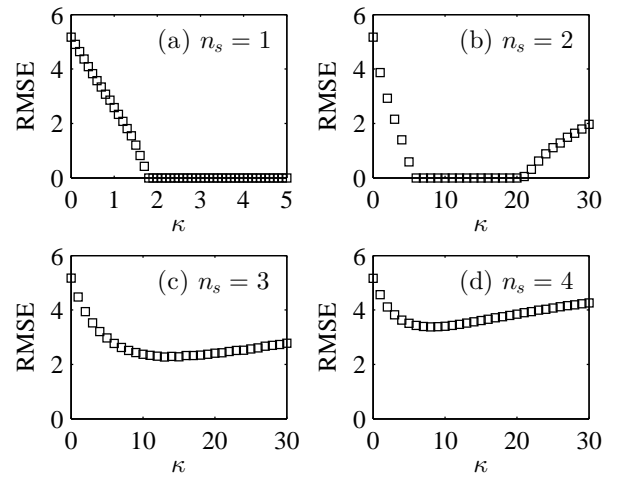 (a) n_s = 1
RMSE
6
4
2
0
0 1 2 3 4 5
κ
(b) n_s = 2
RMSE
6
4
2
0
0 10 20 30
κ
(c) n_s = 3
RMSE
6
4
2
0
0 10 20 30
κ
(d) n_s = 4
RMSE
6
4
2
0
0 10 20 30
κ